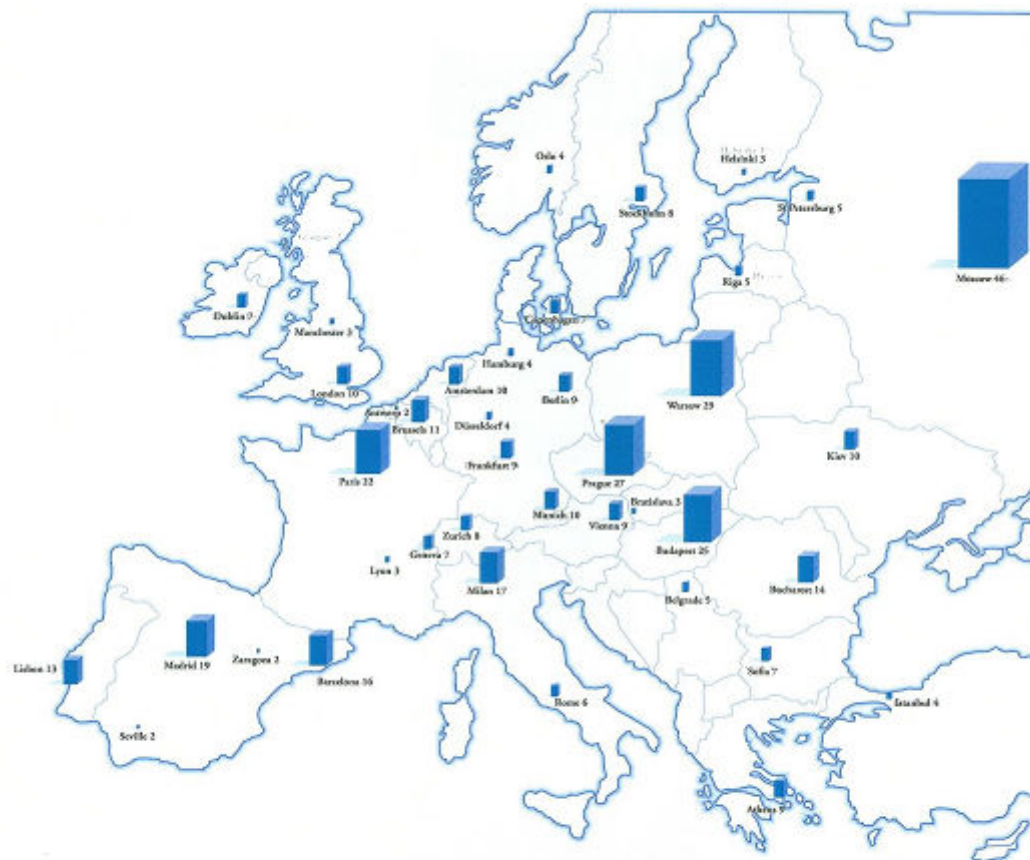 Oslo 4
Helsinki 3
Stockholm 8
St Petersburg 5
Moscow 46
Riga 5
Dublin 7
Manchester 3
Copenhagen 7
Hamburg 4
London 10
Amsterdam 10
Berlin 9
Warsaw 29
Antwerp 2
Brussels 11
Düsseldorf 4
Kiev 10
Paris 22
Frankfurt 9
Prague 27
Bratislava 3
Munich 10
Vienna 9
Zurich 8
Budapest 25
Geneva 7
Lyon 3
Milan 17
Belgrade 5
Bucharest 14
Lisbon 13
Madrid 19
Zaragoza 2
Barcelona 16
Sofia 7
Rome 6
Istanbul 4
Seville 2
Athens 9